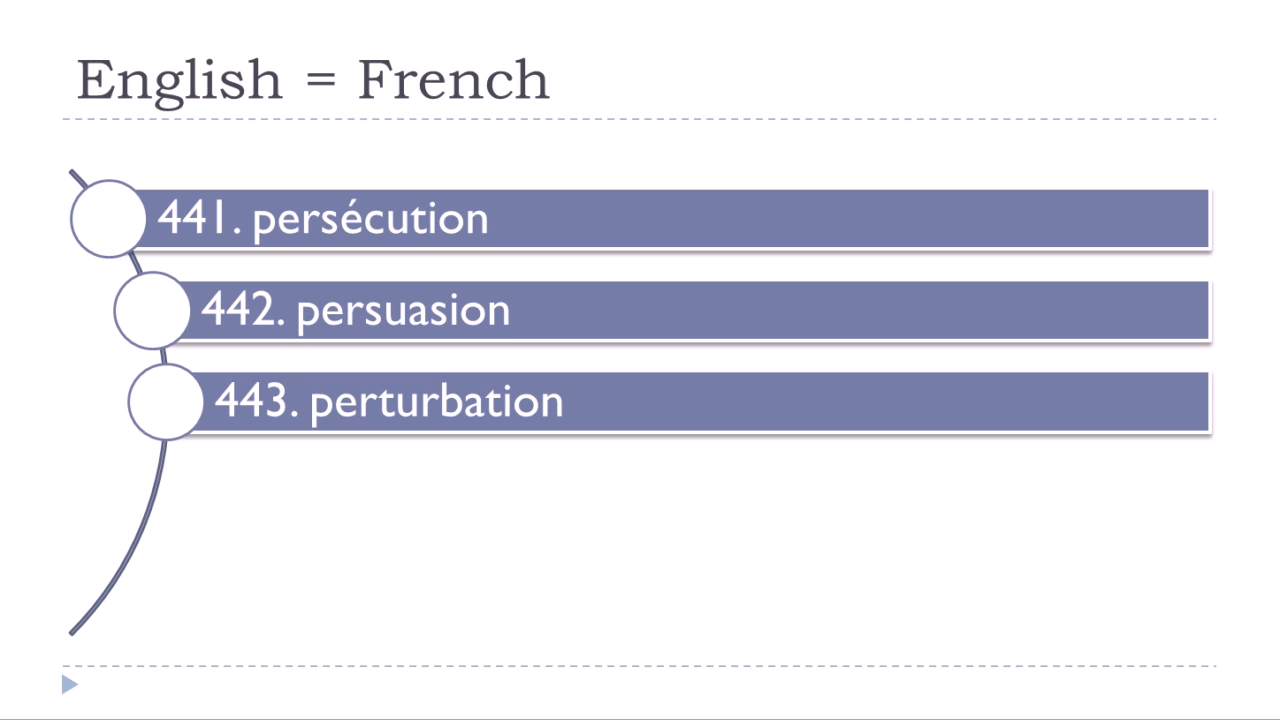 English = French
441. persécution
442. persuasion
443. perturbation